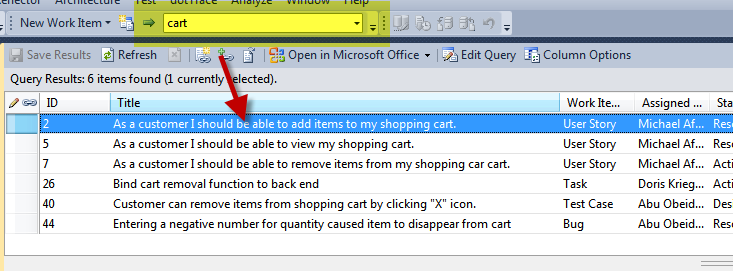 Reflector Architecture Test dotTrace Analyze Window Help
New Work Item cart
Save Results Refresh Open in Microsoft Office Edit Query Column Options
Query Results: 6 items found (1 currently selected).
ID Title Work Ite... Assigned ... Sta
2 As a customer I should be able to add items to my shopping cart. User Story Michael Af... Res
5 As a customer I should be able to view my shopping cart. User Story Michael Af... Res
7 As a customer I should be able to remove items from my shopping car cart. User Story Michael Af... Acti
26 Bind cart removal function to back end Task Doris Krieg... Acti
40 Customer can remove items from shopping cart by clicking "X" icon. Test Case Abu Obeid... Des
44 Entering a negative number for quantity caused item to disappear from cart Bug Abu Obeid... Res